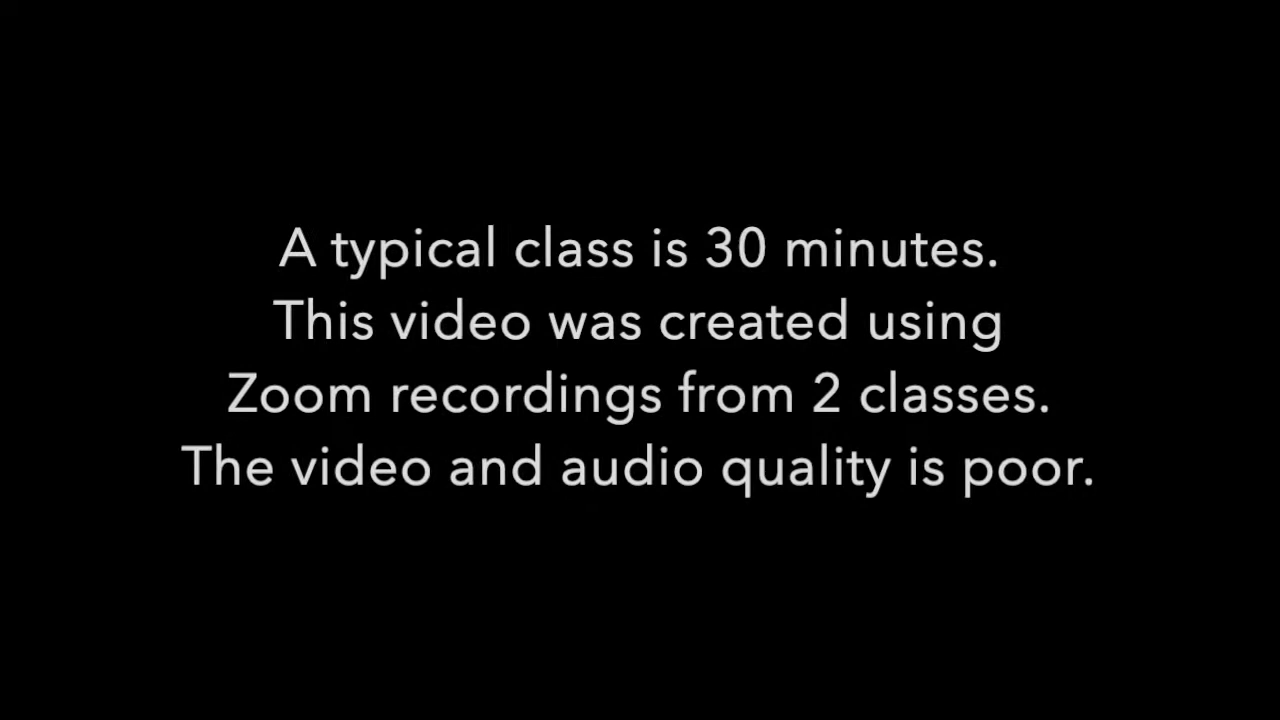 A typical class is 30 minutes.
This video was created using
Zoom recordings from 2 classes.
The video and audio quality is poor.